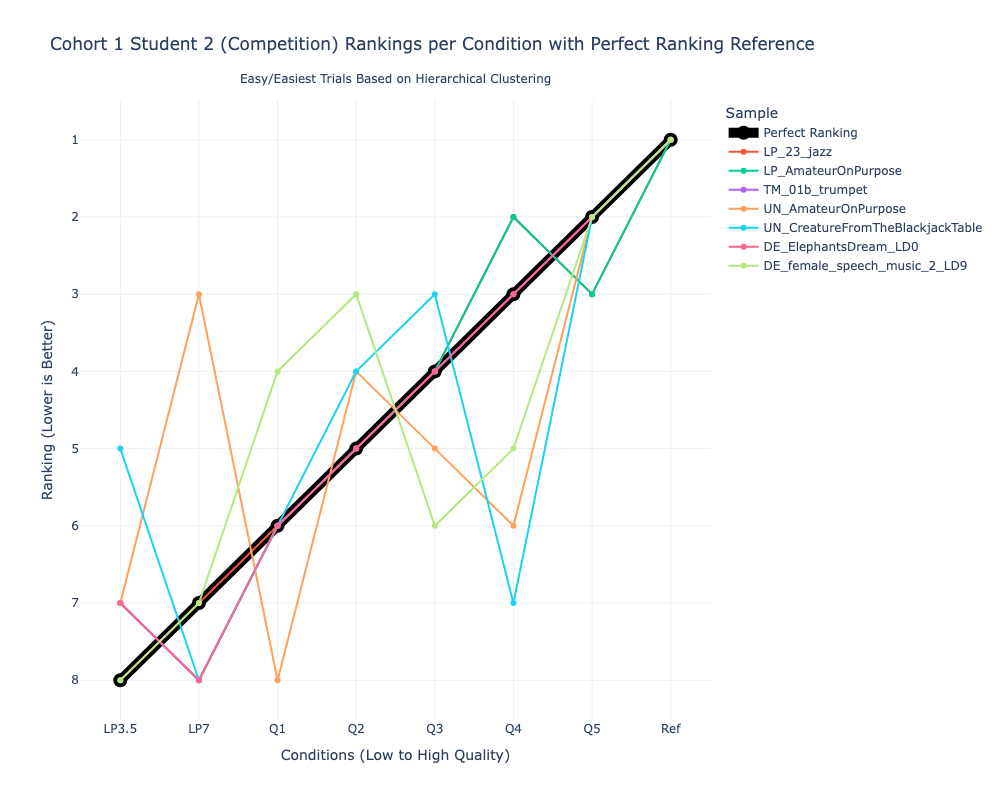 Cohort 1 Student 2 (Competition) Rankings per Condition with Perfect Ranking Reference
Easy/Easiest Trials Based on Hierarchical Clustering
Sample
Perfect Ranking
LP_23_jazz
LP_AmateurOnPurpose
TM_01b_trumpet
UN_AmateurOnPurpose
UN_CreatureFromTheBlackjackTable
DE_ElephantsDream_LD0
DE_female_speech_music_2_LD9
Ranking (Lower is Better)
1
2
3
4
5
6
7
8
LP3.5 LP7 Q1 Q2 Q3 Q4 Q5 Ref
Conditions (Low to High Quality)